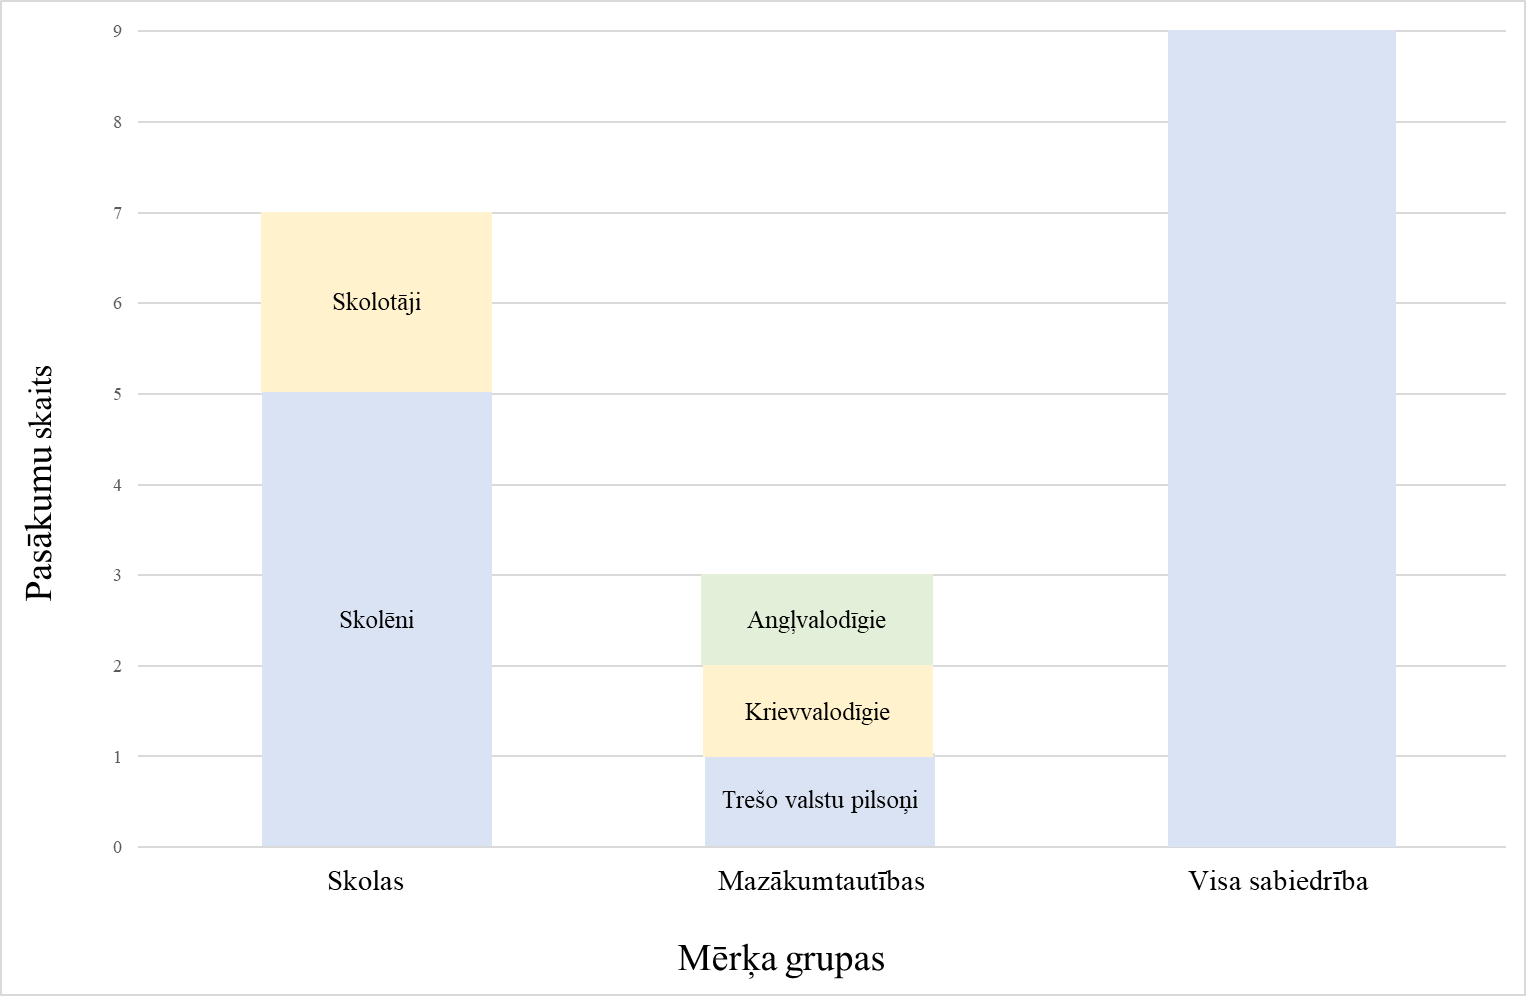 9
8
7
6
5
4
3
2
1
0
Pasākumu skaits
Skolotāji
Skolēni
Angļvalodīgie
Krievvalodīgie
Trešo valstu pilsoņi
Skolas
Mazākumtautības
Visa sabiedrība
Mērķa grupas